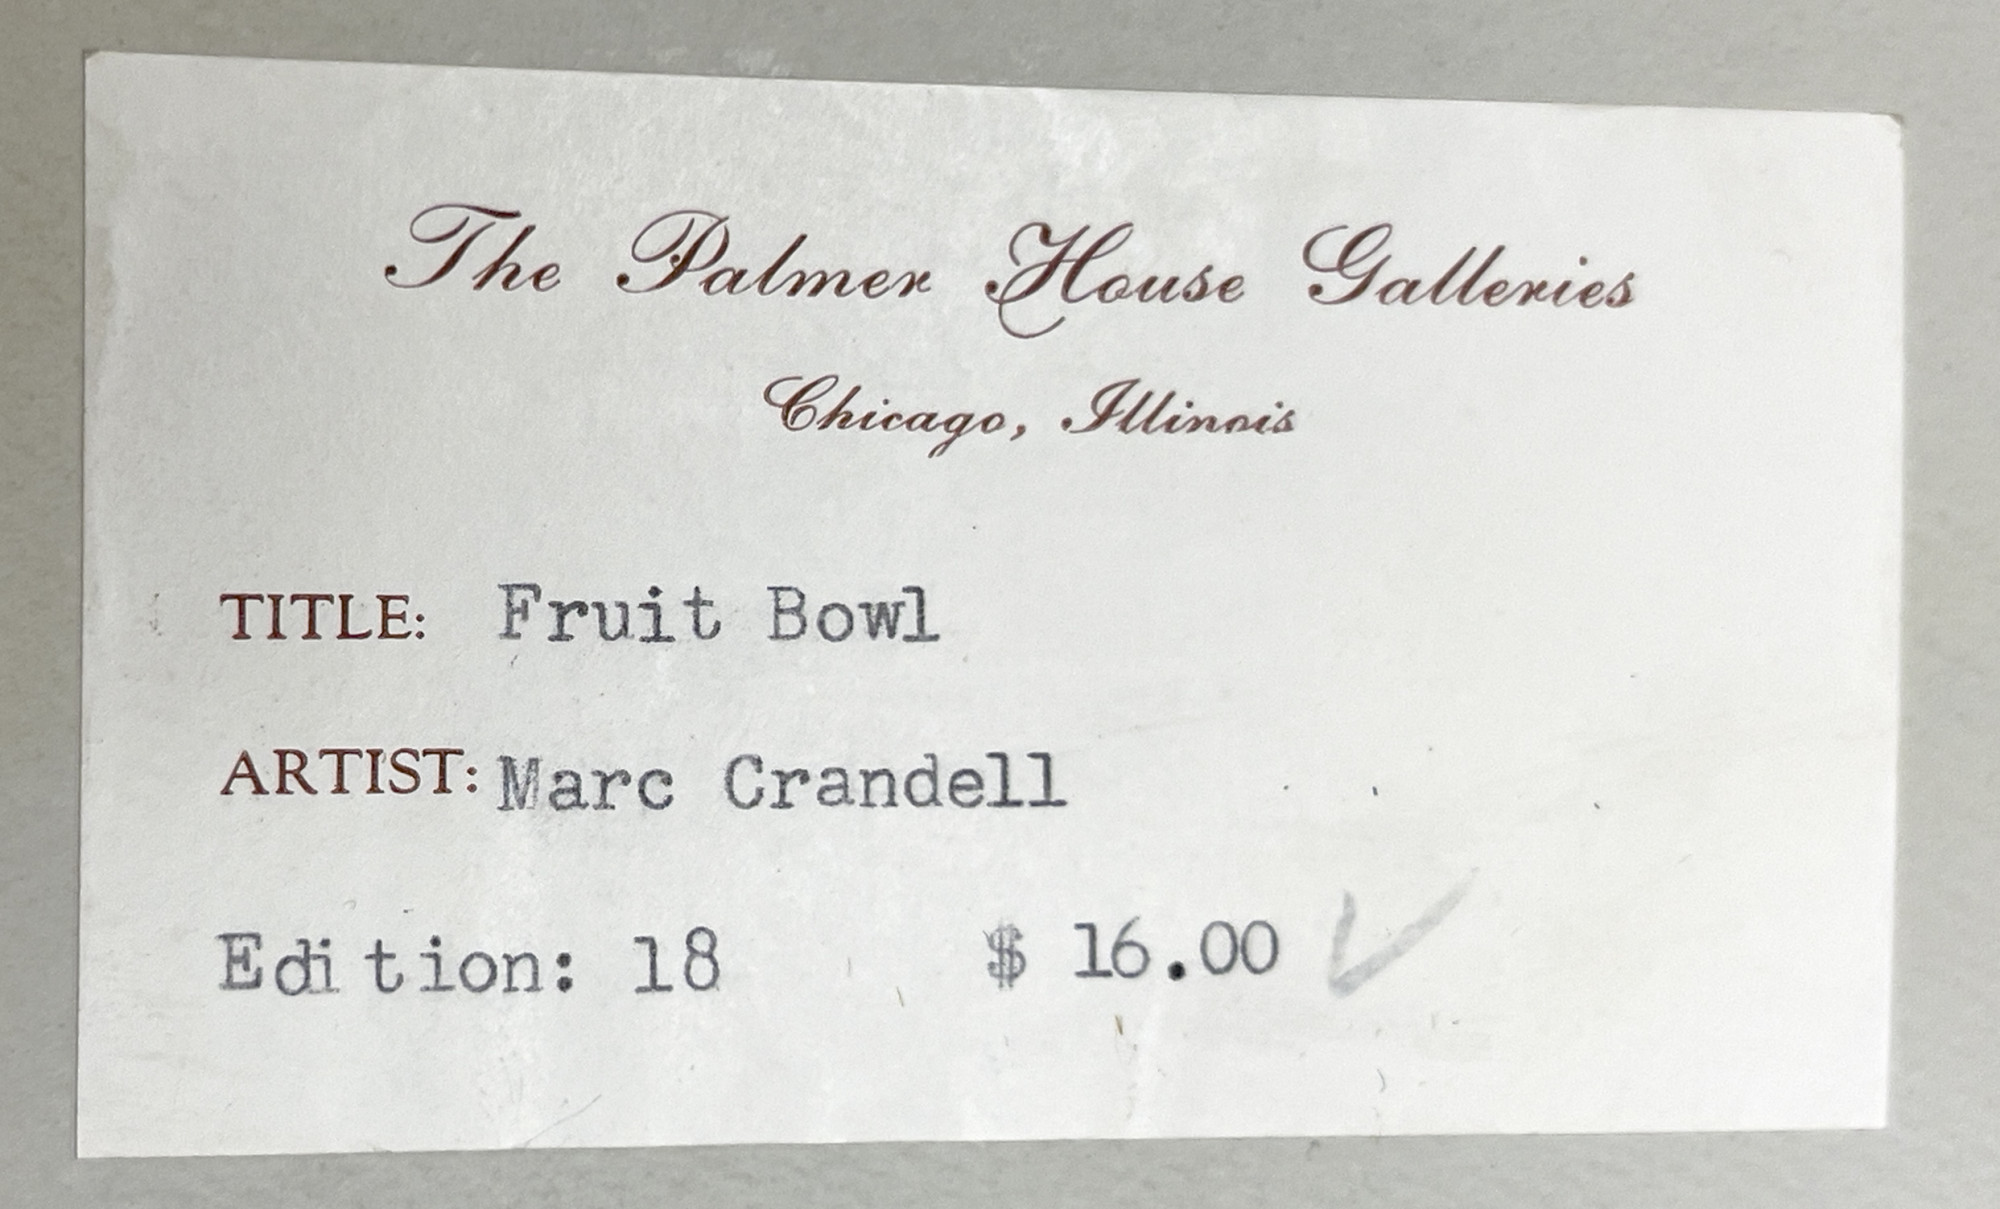 The Palmer House Galleries
Chicago, Illinois
TITLE: Fruit Bowl
ARTIST: Marc Crandell
Edition: 18 $ 16.00 ✓